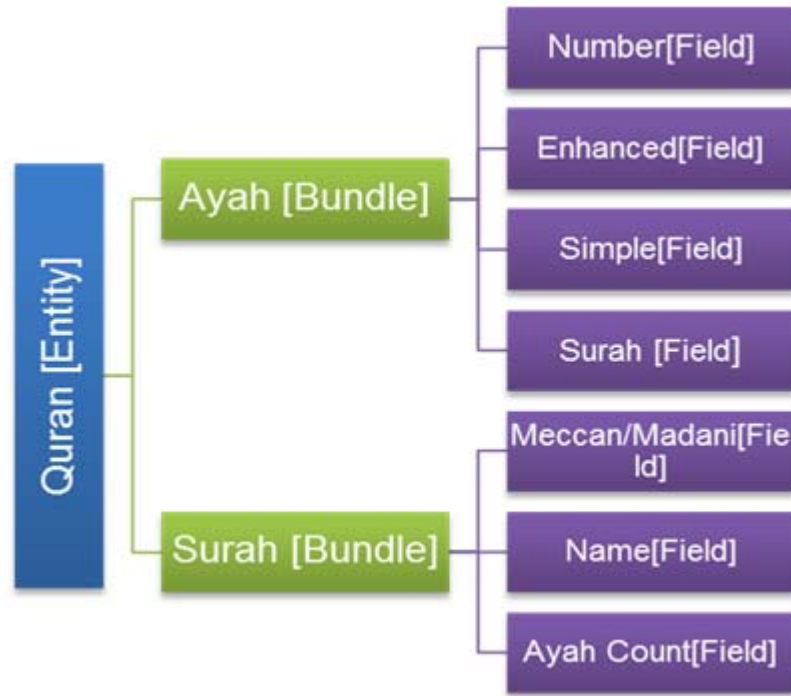 Quran [Entity]
Ayah [Bundle]
Number[Field]
Enhanced[Field]
Simple[Field]
Surah [Field]
Surah [Bundle]
Meccan/Madani[Fie
ld]
Name[Field]
Ayah Count[Field]